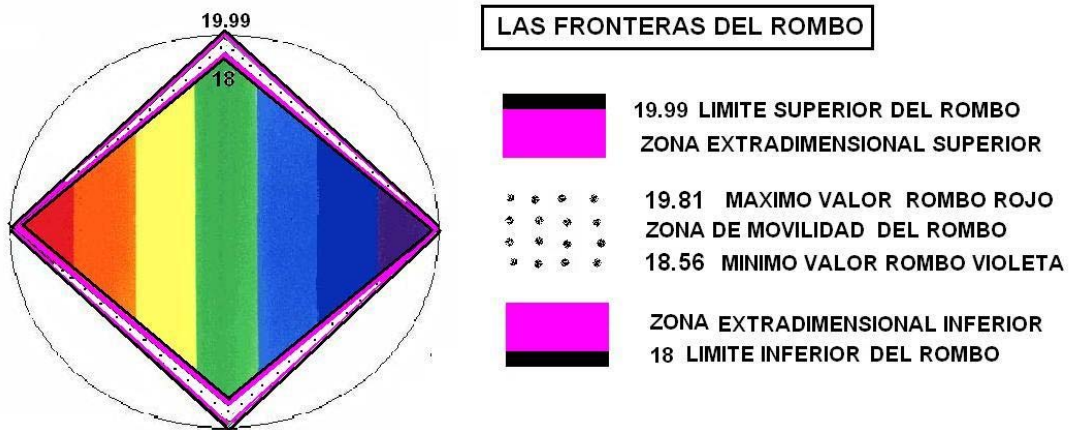 19.99
18
LAS FRONTERAS DEL ROMBO
19.99 LIMITE SUPERIOR DEL ROMBO
ZONA EXTRADIMENSIONAL SUPERIOR
19.81 MAXIMO VALOR ROMBO ROJO
ZONA DE MOVILIDAD DEL ROMBO
18.56 MINIMO VALOR ROMBO VIOLETA
ZONA EXTRADIMENSIONAL INFERIOR
18 LIMITE INFERIOR DEL ROMBO